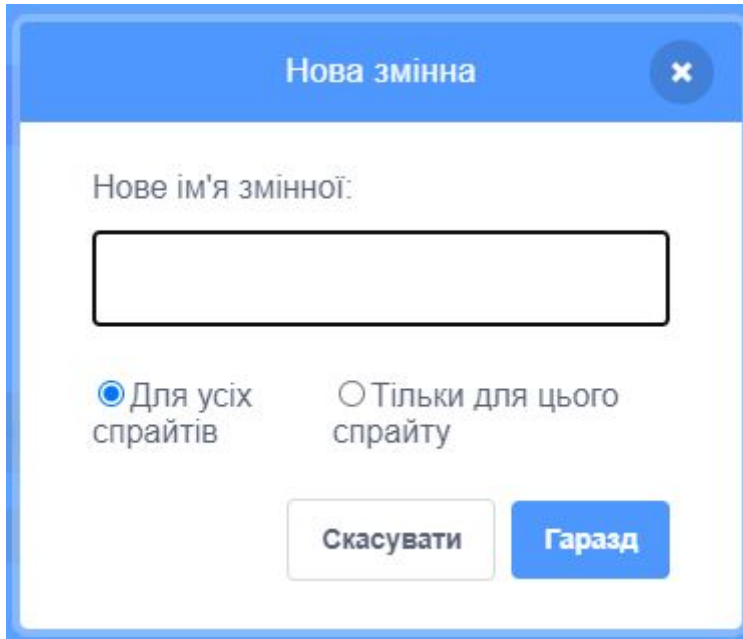 Нова змінна
Нове ім'я змінної:
Для усіх
спрайтів
Тільки для цього
спрайту
Скасувати
Гаразд